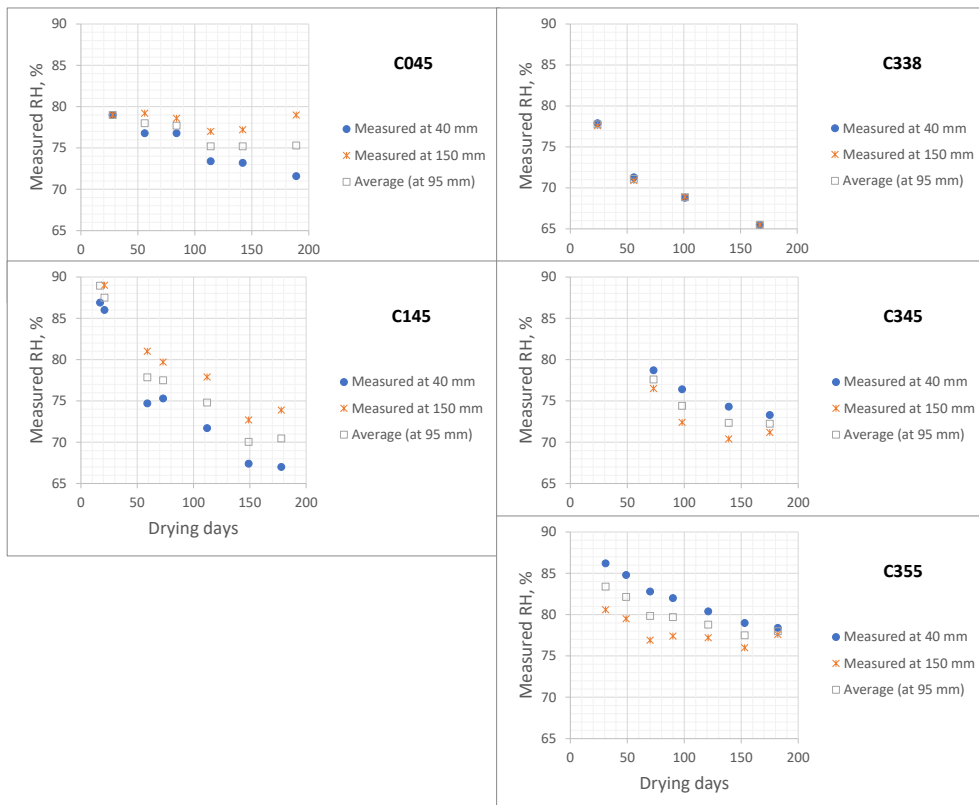 C045
Measured RH, %
90
85
80
75
70
65
0 50 100 150 200
Measured at 40 mm
Measured at 150 mm
Average (at 95 mm)
C338
Measured RH, %
90
85
80
75
70
65
0 50 100 150 200
Measured at 40 mm
Measured at 150 mm
Average (at 95 mm)
C145
Measured RH, %
90
85
80
75
70
65
0 50 100 150 200
Drying days
Measured at 40 mm
Measured at 150 mm
Average (at 95 mm)
C345
Measured RH, %
90
85
80
75
70
65
0 50 100 150 200
Measured at 40 mm
Measured at 150 mm
Average (at 95 mm)
C355
Measured RH, %
90
85
80
75
70
65
0 50 100 150 200
Drying days
Measured at 40 mm
Measured at 150 mm
Average (at 95 mm)